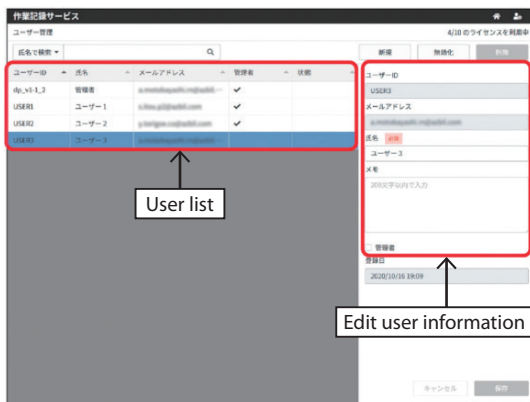 作業記録サービス
ユーザー管理
4/10 のライセンスを利用中
氏名で検索
新規 無効化 削除
ユーザーID 氏名 メールアドレス 管理者 状態
dp_v1-1_2 管理者
USER1 ユーザー1
USER2 ユーザー2
USER3 ユーザー3
User list
ユーザーID
USER3
メールアドレス
氏名 必須
ユーザー3
メモ
200文字以内で入力
管理者
登録日
2020/10/16 19:09
Edit user information
キャンセル 保存